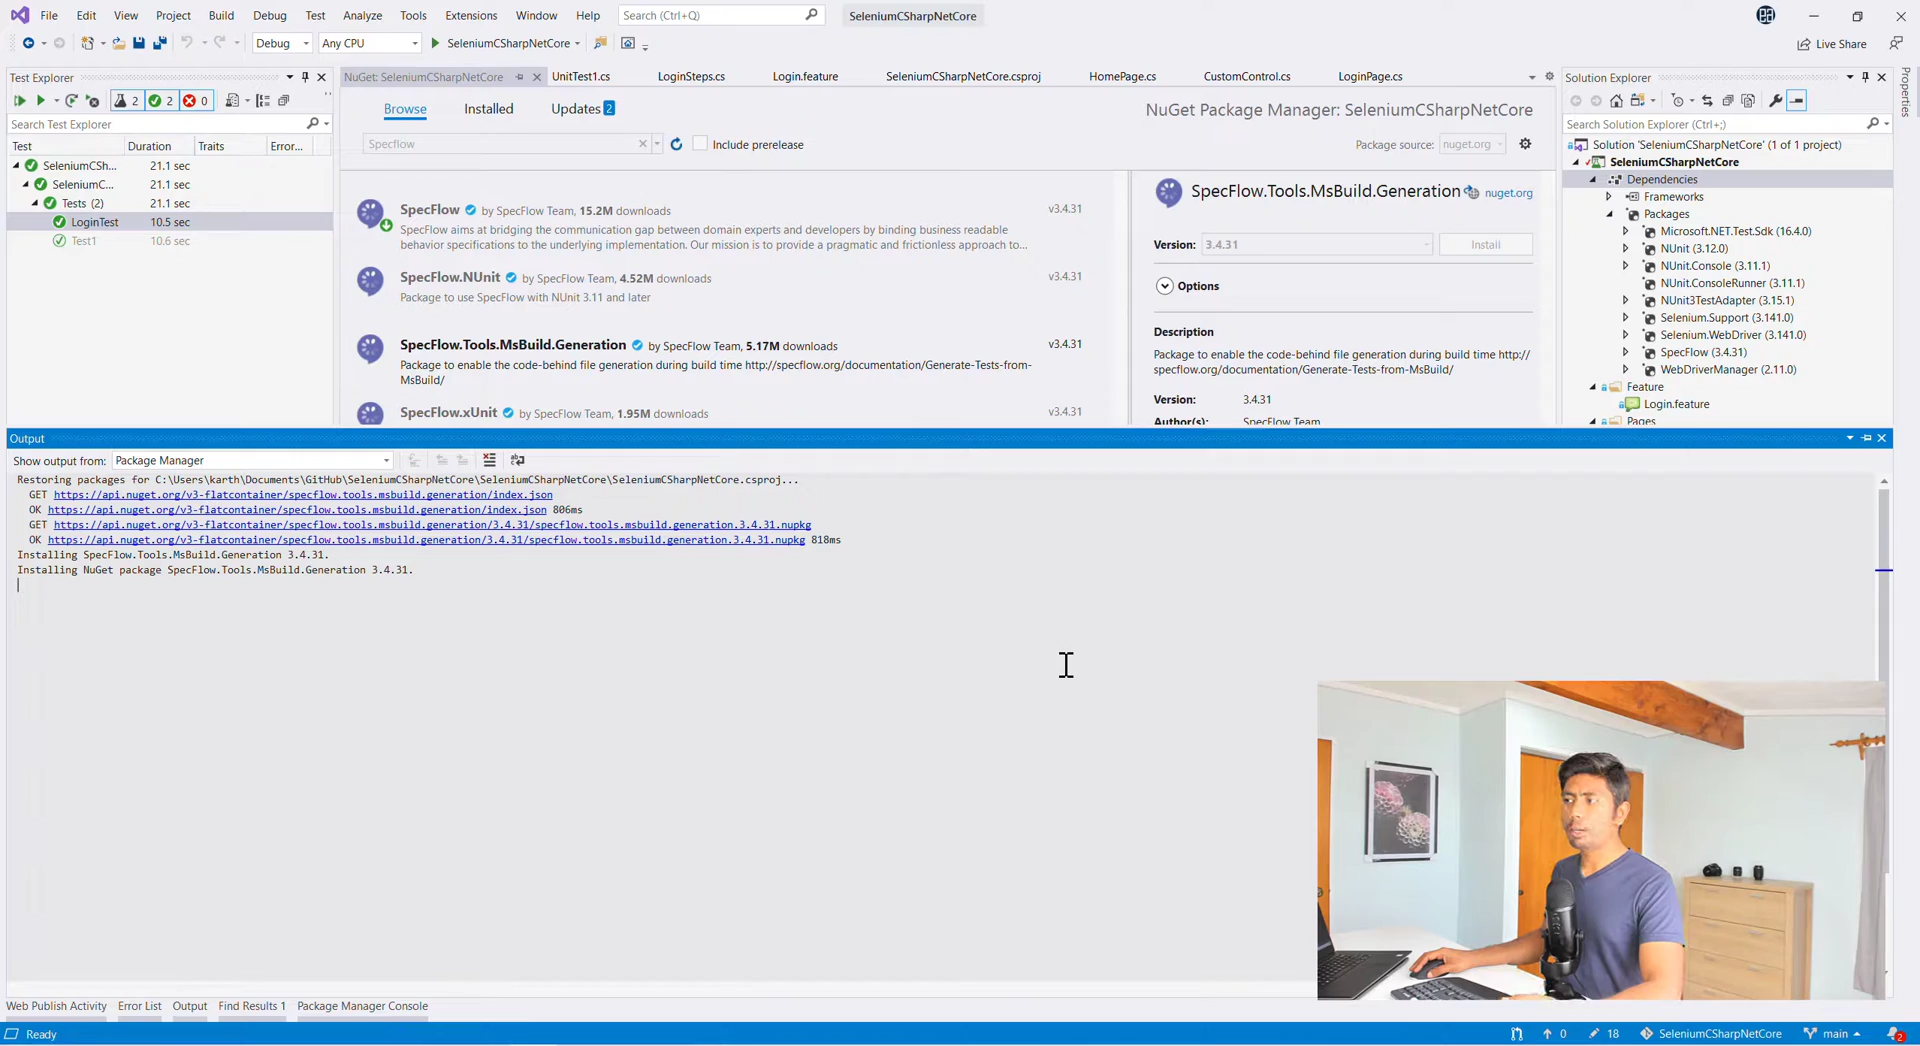 File Edit View Project Build Debug Test Analyze Tools Extensions Window Help Search (Ctrl+Q) SeleniumCSharpNetCore
Debug Any CPU SeleniumCSharpNetCore Live Share
Test Explorer
2 2 0
Search Test Explorer
Test Duration Traits Error...
SeleniumCSh... 21.1 sec
SeleniumC... 21.1 sec
Tests (2) 21.1 sec
LoginTest 10.5 sec
Test1 10.6 sec
NuGet: SeleniumCSharpNetCore UnitTest1.cs LoginSteps.cs Login.feature SeleniumCSharpNetCore.csproj HomePage.cs CustomControl.cs LoginPage.cs
Browse Installed Updates 2 NuGet Package Manager: SeleniumCSharpNetCore
Specflow Include prerelease Package source: nuget.org
SpecFlow by SpecFlow Team, 15.2M downloads v3.4.31
SpecFlow aims at bridging the communication gap between domain experts and developers by binding business readable
behavior specifications to the underlying implementation. Our mission is to provide a pragmatic and frictionless approach to...
SpecFlow.NUnit by SpecFlow Team, 4.52M downloads v3.4.31
Package to use SpecFlow with NUnit 3.11 and later
SpecFlow.Tools.MsBuild.Generation by SpecFlow Team, 5.17M downloads v3.4.31
Package to enable the code-behind file generation during build time http://specflow.org/documentation/Generate-Tests-from-
MsBuild/
SpecFlow.xUnit by SpecFlow Team, 1.95M downloads v3.4.31
SpecFlow.Tools.MsBuild.Generation nuget.org
Version: 3.4.31 Install
Options
Description
Package to enable the code-behind file generation during build time http://
specflow.org/documentation/Generate-Tests-from-MsBuild/
Version: 3.4.31
Author(s): SpecFlow Team
Solution Explorer
Search Solution Explorer (Ctrl+;)
Solution 'SeleniumCSharpNetCore' (1 of 1 project)
SeleniumCSharpNetCore
Dependencies
Frameworks
Packages
Microsoft.NET.Test.Sdk (16.4.0)
NUnit (3.12.0)
NUnit.Console (3.11.1)
NUnit.ConsoleRunner (3.11.1)
NUnit3TestAdapter (3.15.1)
Selenium.Support (3.141.0)
Selenium.WebDriver (3.141.0)
SpecFlow (3.4.31)
WebDriverManager (2.11.0)
Feature
Login.feature
Pages
Properties
Output
Show output from: Package Manager
Restoring packages for C:\Users\karth\Documents\GitHub\SeleniumCSharpNetCore\SeleniumCSharpNetCore\SeleniumCSharpNetCore.csproj...
GET https://api.nuget.org/v3-flatcontainer/specflow.tools.msbuild.generation/index.json
OK https://api.nuget.org/v3-flatcontainer/specflow.tools.msbuild.generation/index.json 806ms
GET https://api.nuget.org/v3-flatcontainer/specflow.tools.msbuild.generation/3.4.31/specflow.tools.msbuild.generation.3.4.31.nupkg
OK https://api.nuget.org/v3-flatcontainer/specflow.tools.msbuild.generation/3.4.31/specflow.tools.msbuild.generation.3.4.31.nupkg 818ms
Installing SpecFlow.Tools.MsBuild.Generation 3.4.31.
Installing NuGet package SpecFlow.Tools.MsBuild.Generation 3.4.31.
Web Publish Activity Error List Output Find Results 1 Package Manager Console
Ready 0 18 SeleniumCSharpNetCore main 2